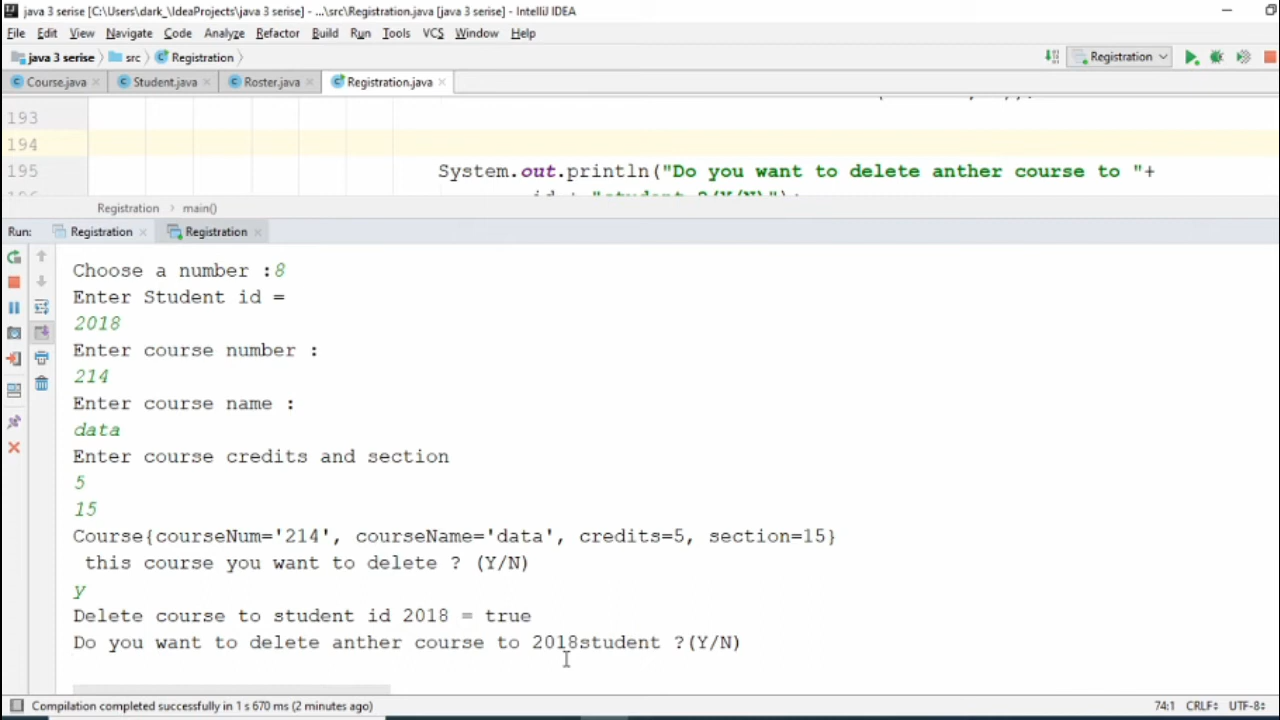 java 3 serise [C:\Users\dark_\IdeaProjects\java 3 serise] - ...\src\Registration.java [java 3 serise] - IntelliJ IDEA
File Edit View Navigate Code Analyze Refactor Build Run Tools VCS Window Help
java 3 serise src Registration Registration
Course.java Student.java Roster.java Registration.java
193
194
195 System.out.println("Do you want to delete anther course to "+
196 id + "student ?(Y/N)");
Registration main()
Run: Registration Registration
Choose a number :8
Enter Student id =
2018
Enter course number :
214
Enter course name :
data
Enter course credits and section
5
15
Course{courseNum='214', courseName='data', credits=5, section=15}
this course you want to delete ? (Y/N)
y
Delete course to student id 2018 = true
Do you want to delete anther course to 2018student ?(Y/N)
Compilation completed successfully in 1 s 670 ms (2 minutes ago) 74:1 CRLF UTF-8